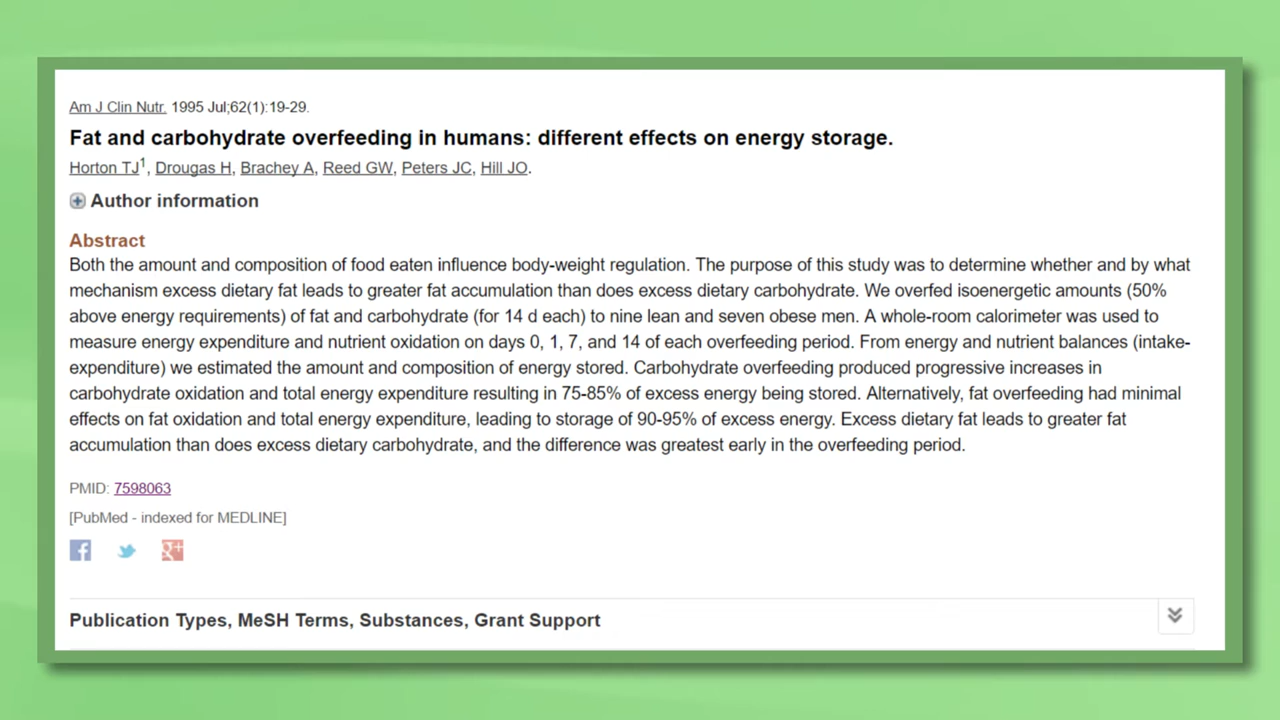 Am J Clin Nutr. 1995 Jul;62(1):19-29.
Fat and carbohydrate overfeeding in humans: different effects on energy storage.
Horton TJ1, Drougas H, Brachey A, Reed GW, Peters JC, Hill JO.
Author information
Abstract
Both the amount and composition of food eaten influence body-weight regulation. The purpose of this study was to determine whether and by what
mechanism excess dietary fat leads to greater fat accumulation than does excess dietary carbohydrate. We overfed isoenergetic amounts (50%
above energy requirements) of fat and carbohydrate (for 14 d each) to nine lean and seven obese men. A whole-room calorimeter was used to
measure energy expenditure and nutrient oxidation on days 0, 1, 7, and 14 of each overfeeding period. From energy and nutrient balances (intake-
expenditure) we estimated the amount and composition of energy stored. Carbohydrate overfeeding produced progressive increases in
carbohydrate oxidation and total energy expenditure resulting in 75-85% of excess energy being stored. Alternatively, fat overfeeding had minimal
effects on fat oxidation and total energy expenditure, leading to storage of 90-95% of excess energy. Excess dietary fat leads to greater fat
accumulation than does excess dietary carbohydrate, and the difference was greatest early in the overfeeding period.
PMID: 7598063
[PubMed - indexed for MEDLINE]
f g+
Publication Types, MeSH Terms, Substances, Grant Support